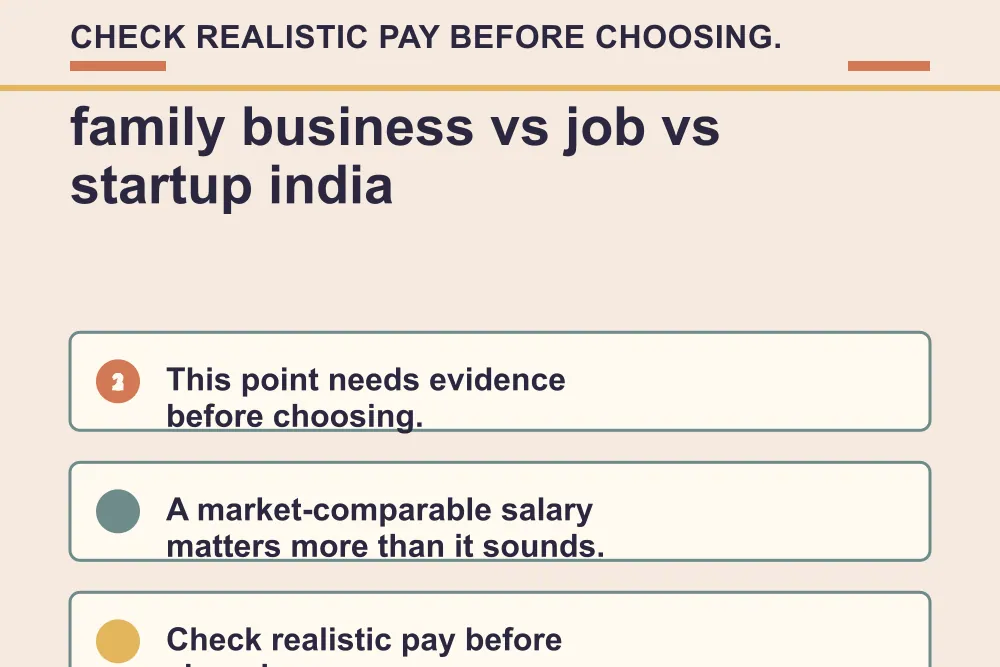 CHECK REALISTIC PAY BEFORE CHOOSING.
family business vs job vs
startup india
This point needs evidence
before choosing.
A market-comparable salary
matters more than it sounds.
Check realistic pay before